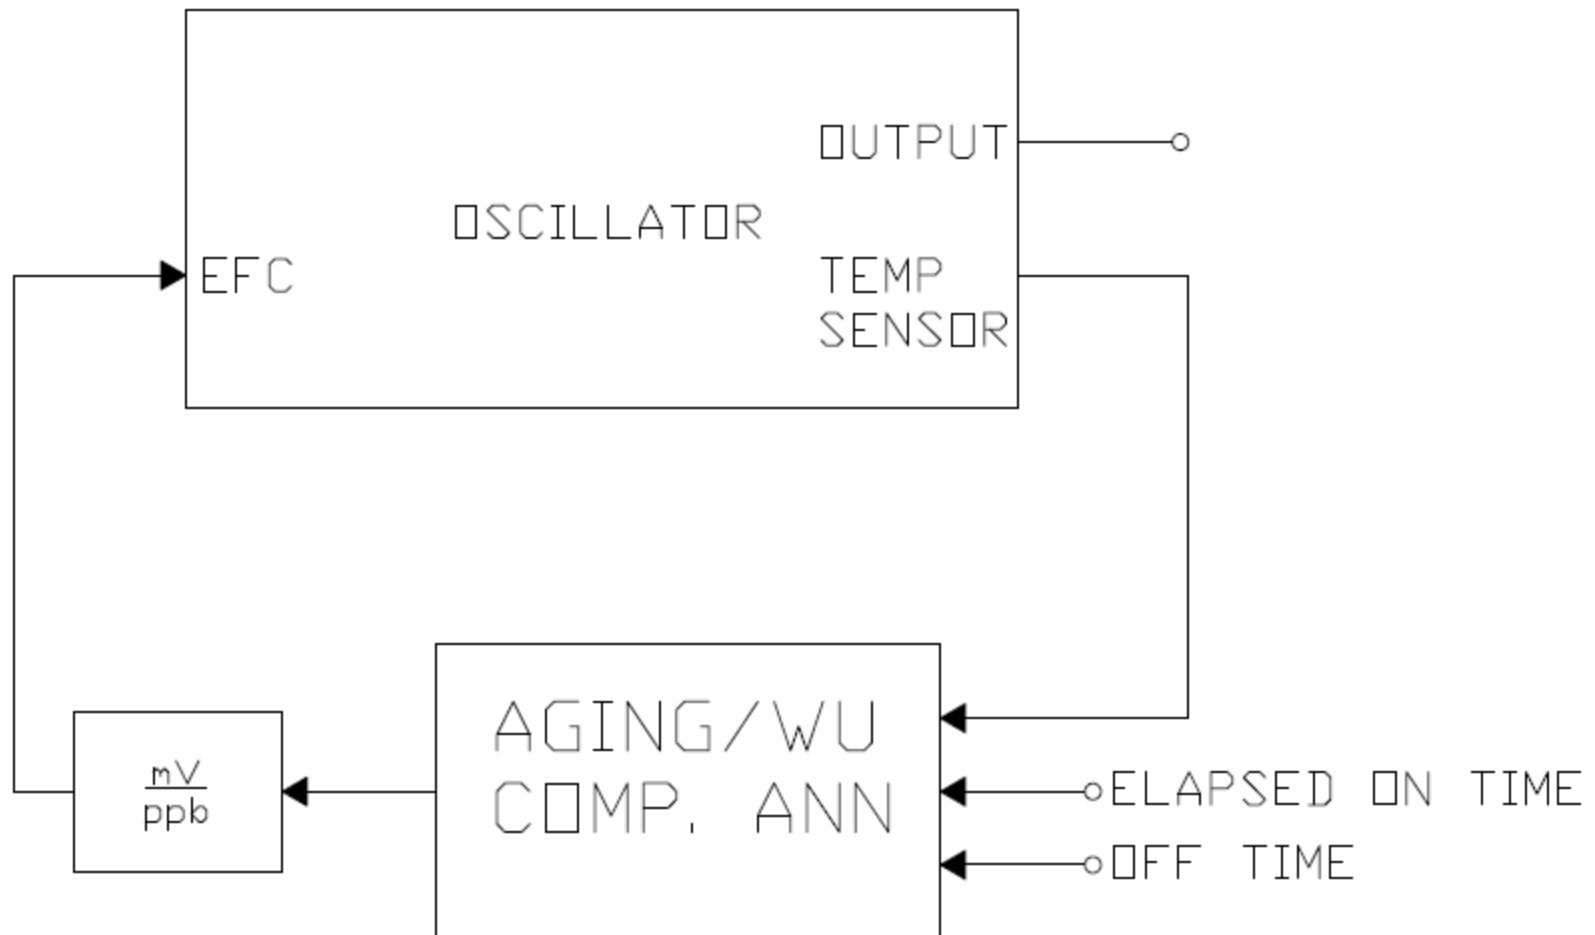 OUTPUT
OSCILLATOR
EFC
TEMP
SENSOR
AGING/WU
COMP. ANN
mV
ppb
ELAPSED ON TIME
OFF TIME